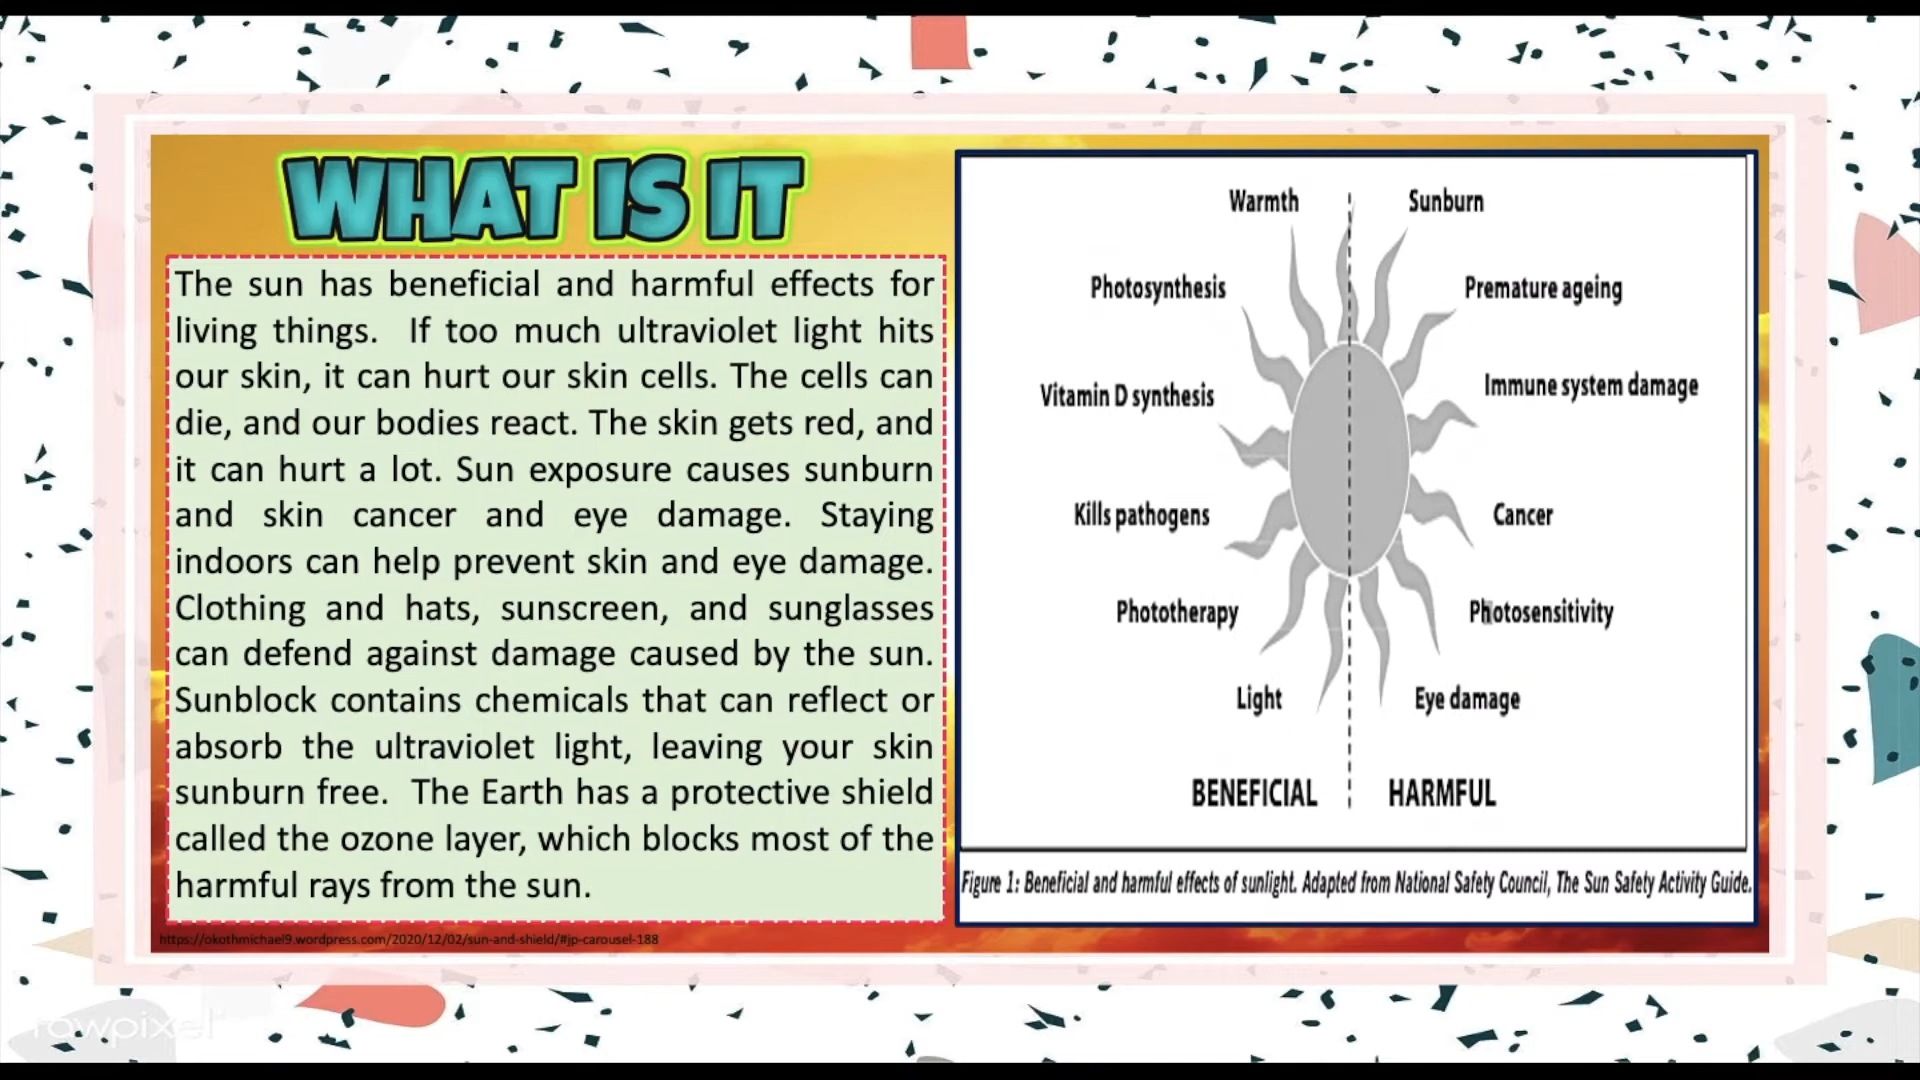 WHAT IS IT
The sun has beneficial and harmful effects for
living things. If too much ultraviolet light hits
our skin, it can hurt our skin cells. The cells can
die, and our bodies react. The skin gets red, and
it can hurt a lot. Sun exposure causes sunburn
and skin cancer and eye damage. Staying
indoors can help prevent skin and eye damage.
Clothing and hats, sunscreen, and sunglasses
can defend against damage caused by the sun.
Sunblock contains chemicals that can reflect or
absorb the ultraviolet light, leaving your skin
sunburn free. The Earth has a protective shield
called the ozone layer, which blocks most of the
harmful rays from the sun.
https://okothmichael9.wordpress.com/2020/12/02/sun-and-shield/#jp-carousel-188
Warmth
Photosynthesis
Vitamin D synthesis
Kills pathogens
Phototherapy
Light
BENEFICIAL
Sunburn
Premature ageing
Immune system damage
Cancer
Photosensitivity
Eye damage
HARMFUL
Figure 1: Beneficial and harmful effects of sunlight. Adapted from National Safety Council, The Sun Safety Activity Guide.
rawpixel